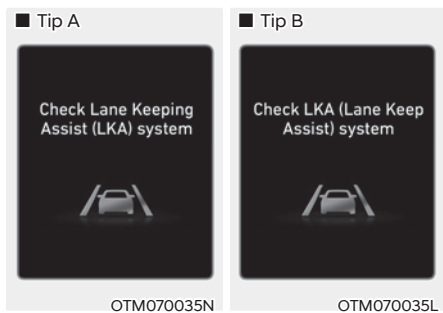 ■ Tip A
Check Lane Keeping
Assist (LKA) system
OTM070035N
■ Tip B
Check LKA (Lane Keep
Assist) system
OTM070035L